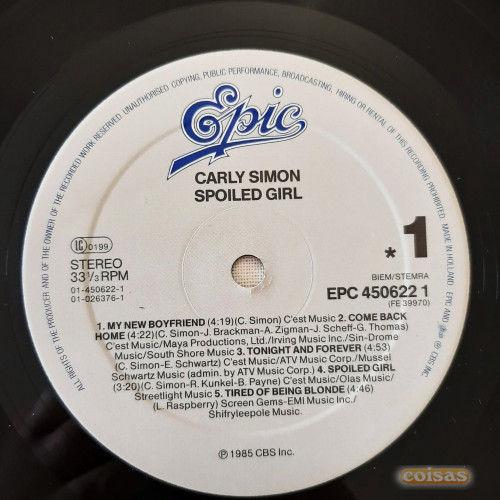 ALL RIGHTS OF THE PRODUCER AND OF THE OWNER OF THE RECORDED WORK RESERVED. UNAUTHORISED COPYING, PUBLIC PERFORMANCE, BROADCASTING, HIRING OR RENTAL OF THIS RECORD PROHIBITED. MADE IN HOLLAND. EPIC AND
CBS INC.
Epic
CARLY SIMON
SPOILED GIRL
LC 0199
STEREO
33 1/3 RPM
01-450622-1
01-026376-1
* 1
BIEM/STEMRA
EPC 450622 1
(FE 39970)
1. MY NEW BOYFRIEND (4:19)(C. Simon) C'est Music 2. COME BACK
HOME (4:22)(C. Simon-J. Brackman-A. Zigman-J. Scheff-G. Thomas)
C'est Music/Maya Productions, Ltd./Irving Music Inc./Sin-Drome
Music/South Shore Music 3. TONIGHT AND FOREVER (4:53)
(C. Simon-E. Schwartz) C'est Music/ATV Music Corp./Mussel
Schwartz Music (admin. by ATV Music Corp.) 4. SPOILED GIRL
(3:20)(C. Simon-R. Kunkel-B. Payne) C'est Music/Olas Music/
Streetlight Music 5. TIRED OF BEING BLONDE (4:46)
(L. Raspberry) Screen Gems-EMI Music Inc./
Shifryleepole Music.
℗ 1985 CBS Inc.
coisas